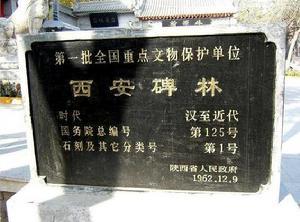 第一批全国重点文物保护单位
西安碑林
时代 汉至近代
国务院总编号 第125号
石刻及其它分类号 第1号
陕西省人民政府
1962.12.9